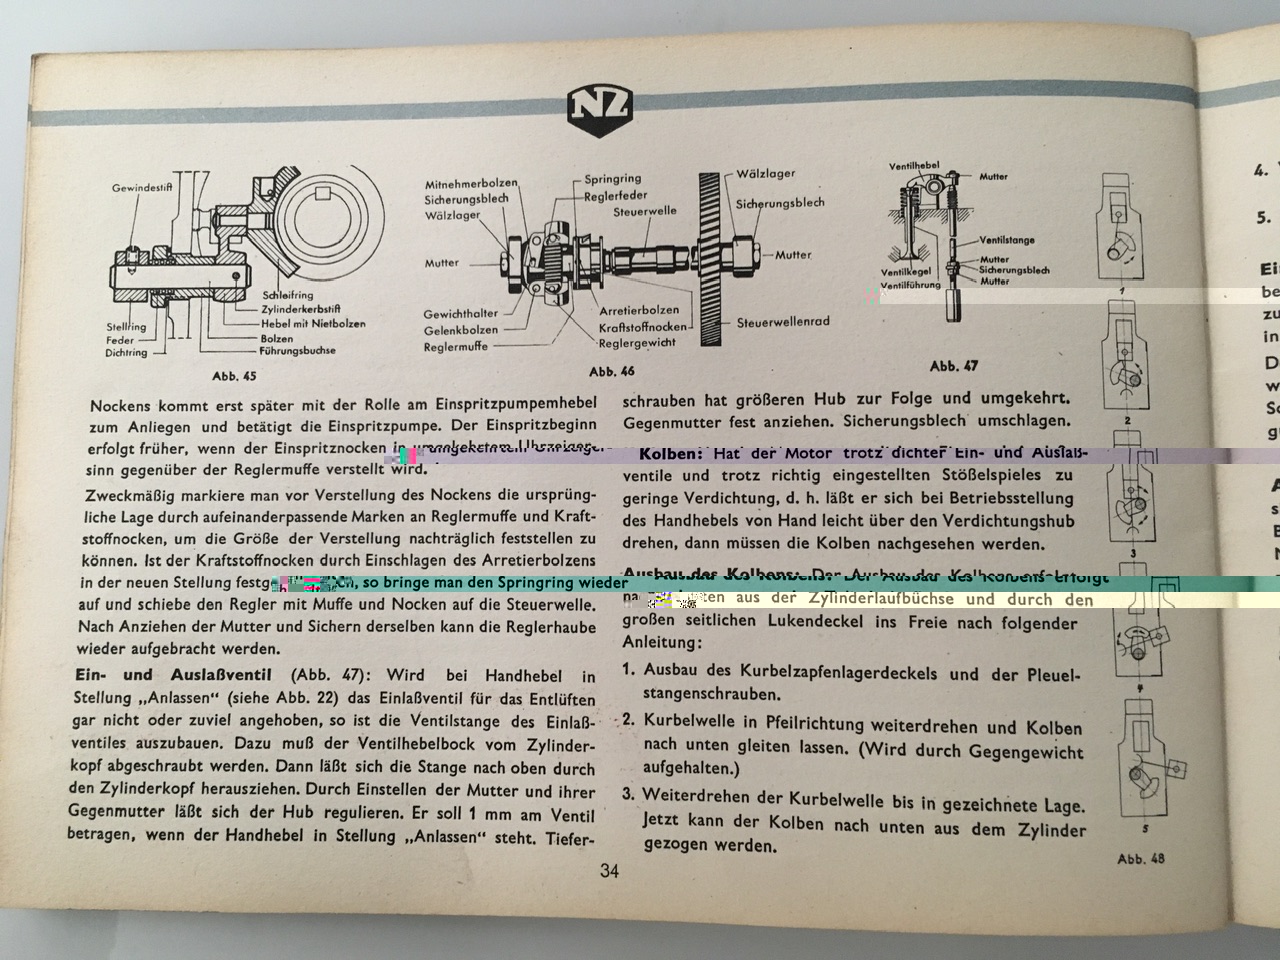 NZ
Gewindestift
Schleifring
Zylinderkerbstift
Hebel mit Nietbolzen
Bolzen
Führungsbuchse
Stellring
Feder
Dichtring
Abb. 45
Mitnehmerbolzen
Sicherungsblech
Wälzlager
Mutter
Gewichthalter
Gelenkbolzen
Reglermuffe
Springring
Reglerfeder
Steuerwelle
Arretierbolzen
Kraftstoffnocken
Reglergewicht
Wälzlager
Sicherungsblech
Mutter
Steuerwellenrad
Abb. 46
Ventilhebel
Mutter
Ventilstange
Mutter
Sicherungsblech
Mutter
Ventilkegel
Ventilführung
Abb. 47
Nockens kommt erst später mit der Rolle am Einspritzpumpemhebel
zum Anliegen und betätigt die Einspritzpumpe. Der Einspritzbeginn
erfolgt früher, wenn der Einspritznocken in umgekehrtem Uhrzeiger-
sinn gegenüber der Reglermuffe verstellt wird.
Zweckmäßig markiere man vor Verstellung des Nockens die ursprüng-
liche Lage durch aufeinanderpassende Marken an Reglermuffe und Kraft-
stoffnocken, um die Größe der Verstellung nachträglich feststellen zu
können. Ist der Kraftstoffnocken durch Einschlagen des Arretierbolzens
in der neuen Stellung so bringe man den Springring wieder
auf und schiebe den Regler mit Muffe und Nocken auf die Steuerwelle.
Nach Anziehen der Mutter und Sichern derselben kann die Reglerhaube
wieder aufgebracht werden.
Ein- und Auslaßventil (Abb. 47): Wird bei Handhebel in
Stellung „Anlassen“ (siehe Abb. 22) das Einlaßventil für das Entlüften
gar nicht oder zuviel angehoben, so ist die Ventilstange des Einlaß-
ventiles auszubauen. Dazu muß der Ventilhebelbock vom Zylinder-
kopf abgeschraubt werden. Dann läßt sich die Stange nach oben durch
den Zylinderkopf herausziehen. Durch Einstellen der Mutter und ihrer
Gegenmutter läßt sich der Hub regulieren. Er soll 1 mm am Ventil
betragen, wenn der Handhebel in Stellung „Anlassen“ steht. Tiefer-
schrauben hat größeren Hub zur Folge und umgekehrt.
Gegenmutter fest anziehen. Sicherungsblech umschlagen.
Kolben: Hat der Motor trotz dichter Ein- und Auslaß-
ventile und trotz richtig eingestellten Stößelspieles zu
geringe Verdichtung, d. h. läßt er sich bei Betriebsstellung
des Handhebels von Hand leicht über den Verdichtungshub
drehen, dann müssen die Kolben nachgesehen werden.
Ausbau des Kolbens: Der Ausbau des Kolbens erfolgt
aus der Zylinderlaufbüchse und durch den
großen seitlichen Lukendeckel ins Freie nach folgender
Anleitung:
1. Ausbau des Kurbelzapfenlagerdeckels und der Pleuel-
stangenschrauben.
2. Kurbelwelle in Pfeilrichtung weiterdrehen und Kolben
nach unten gleiten lassen. (Wird durch Gegengewicht
aufgehalten.)
3. Weiterdrehen der Kurbelwelle bis in gezeichnete Lage.
Jetzt kann der Kolben nach unten aus dem Zylinder
gezogen werden.
1
2
3
4
5
Abb. 48
34
4.
5.